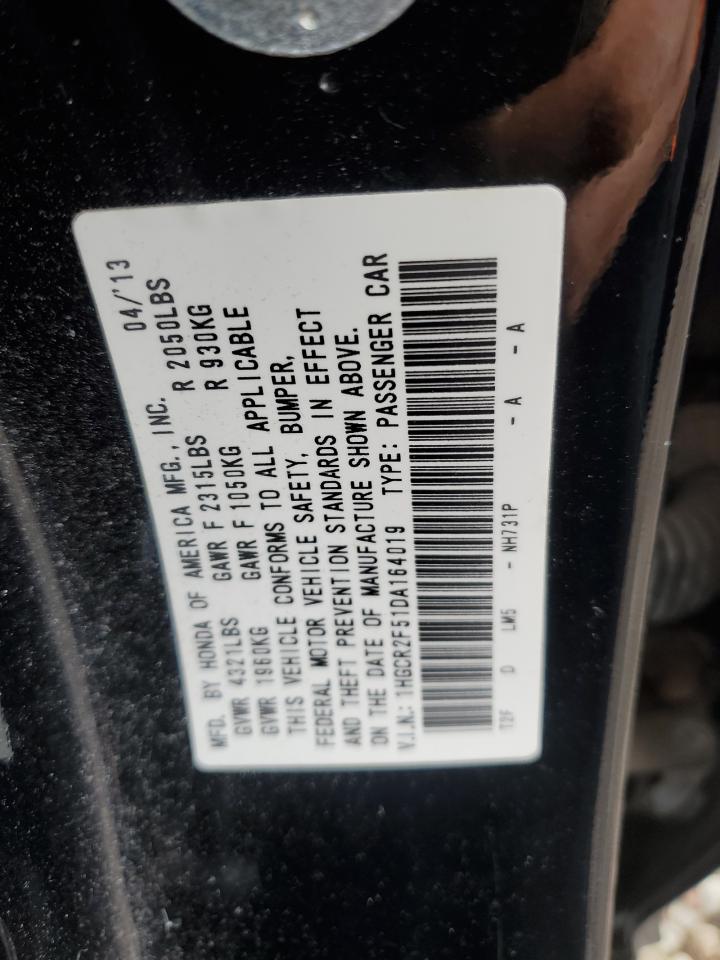 MFD. BY HONDA OF AMERICA MFG., INC. 04/'13
GVWR 4321LBS GAWR F 2315LBS R 2050LBS
GVWR 1960KG GAWR F 1050KG R 930KG
THIS VEHICLE CONFORMS TO ALL APPLICABLE
FEDERAL MOTOR VEHICLE SAFETY, BUMPER,
AND THEFT PREVENTION STANDARDS IN EFFECT
ON THE DATE OF MANUFACTURE SHOWN ABOVE.
V.I.N.: 1HGCR2F51DA164019 TYPE: PASSENGER CAR
T2F D LM5 - NH731P - A - A